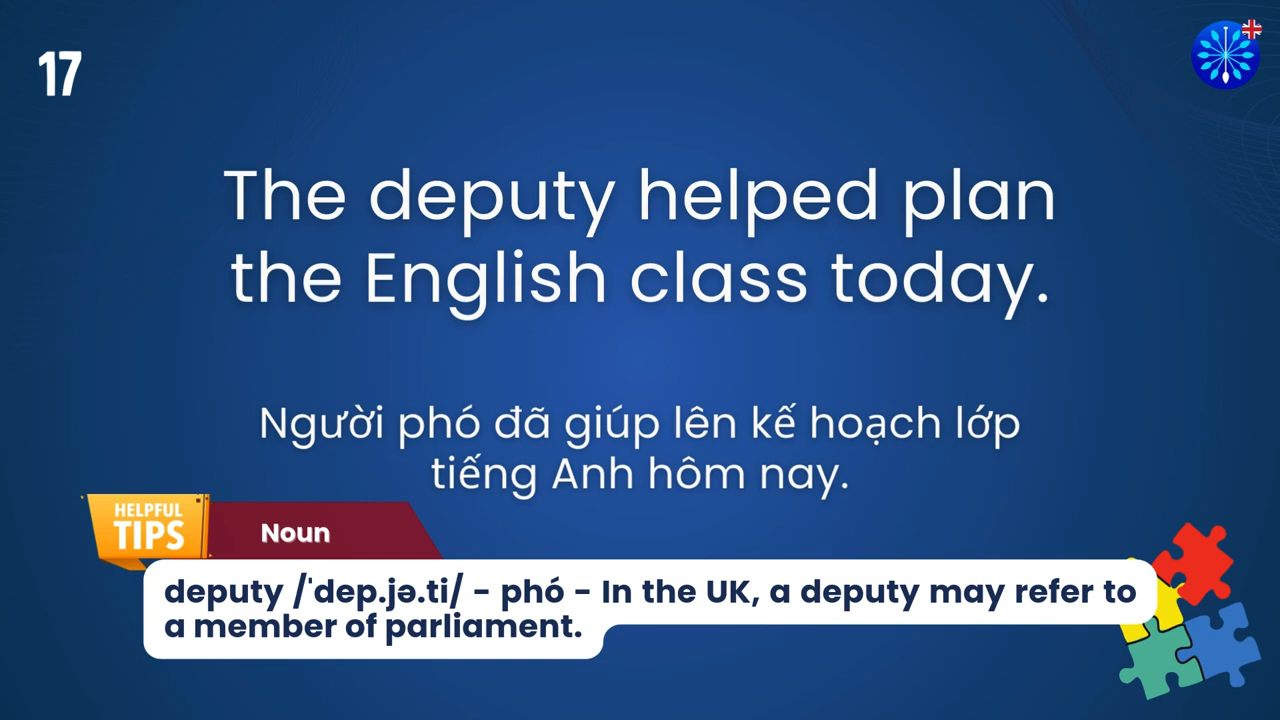 17
The deputy helped plan
the English class today.
Người phó đã giúp lên kế hoạch lớp
tiếng Anh hôm nay.
HELPFUL
TIPS
Noun
deputy /ˈdep.jə.ti/ - phó - In the UK, a deputy may refer to
a member of parliament.